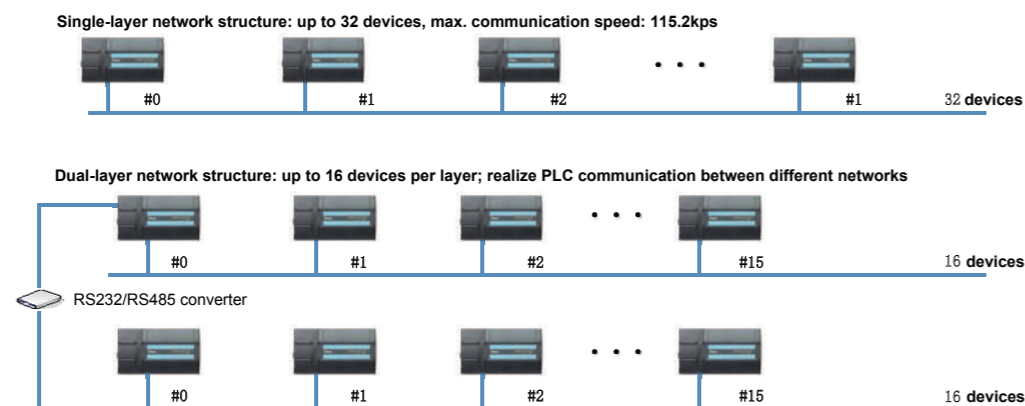 Single-layer network structure: up to 32 devices, max. communication speed: 115.2kps
#0 #1 #2 #1 32 devices
Dual-layer network structure: up to 16 devices per layer; realize PLC communication between different networks
#0 #1 #2 #15 16 devices
RS232/RS485 converter
#0 #1 #2 #15 16 devices